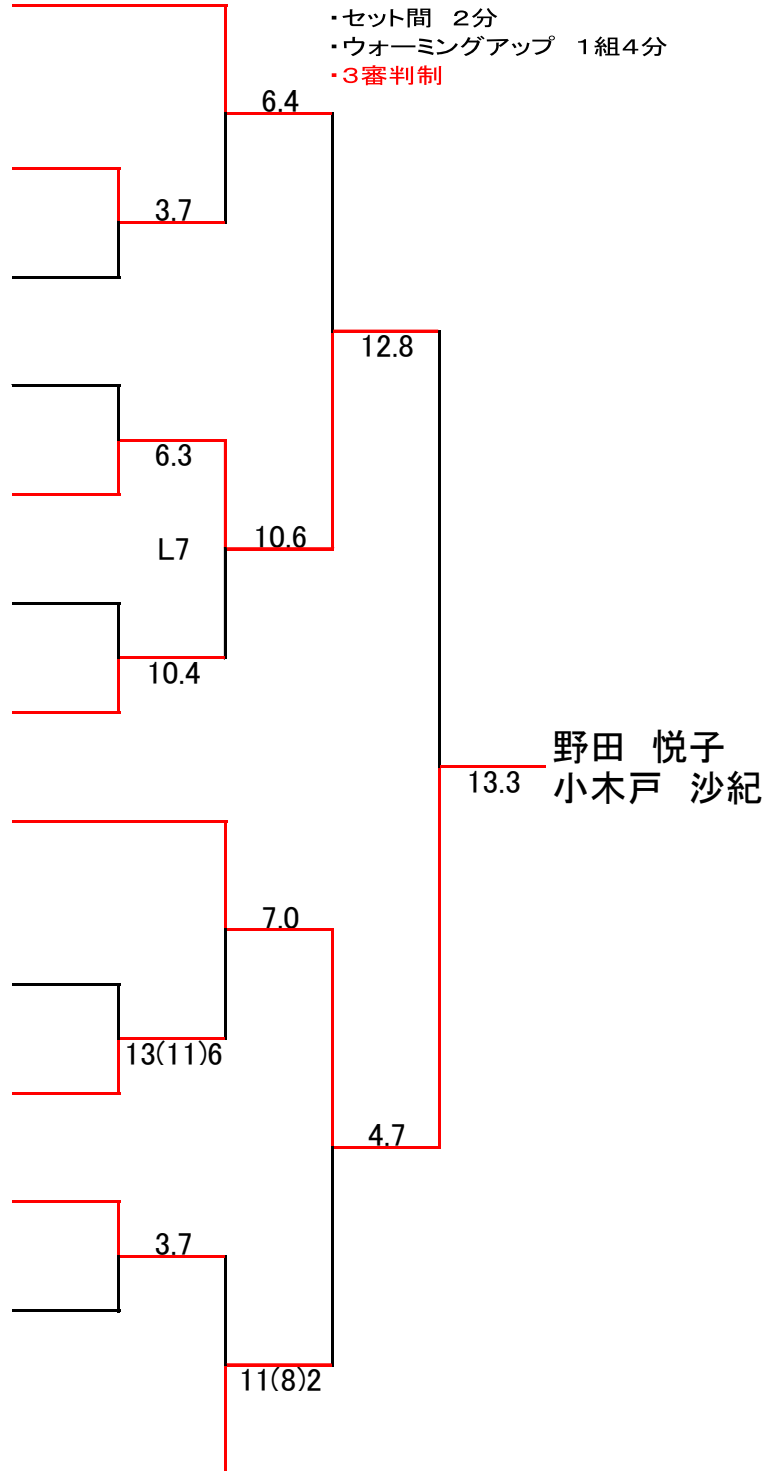 ・セット間　2分
・ウォーミングアップ　1組4分
・3審判制
6.4
3.7
12.8
6.3
10.6
L7
10.4
野田　悦子
13.3
小木戸　沙紀
7.0
13(11)6
4.7
3.7
11(8)2